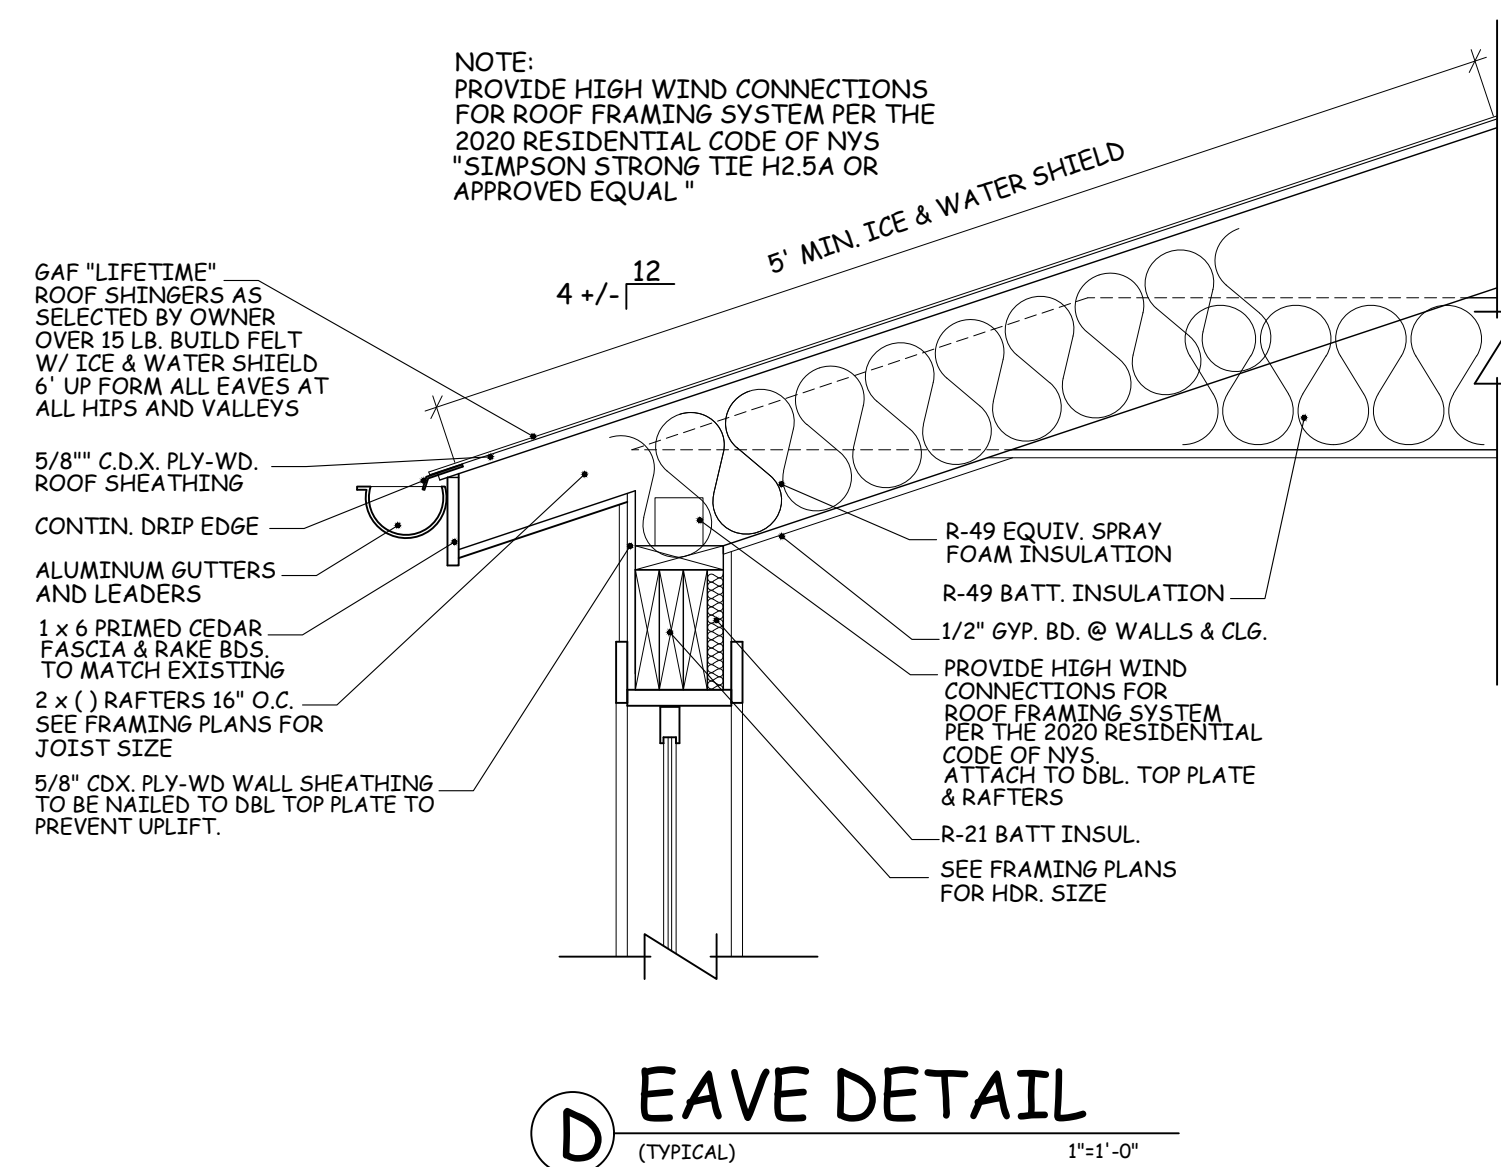 NOTE:
PROVIDE HIGH WIND CONNECTIONS
FOR ROOF FRAMING SYSTEM PER THE
2020 RESIDENTIAL CODE OF NYS
"SIMPSON STRONG TIE H2.5A OR
APPROVED EQUAL "
5' MIN. ICE & WATER SHIELD
12
4 +/-
GAF "LIFETIME"
ROOF SHINGERS AS
SELECTED BY OWNER
OVER 15 LB. BUILD FELT
W/ ICE & WATER SHIELD
6' UP FORM ALL EAVES AT
ALL HIPS AND VALLEYS
5/8"" C.D.X. PLY-WD.
ROOF SHEATHING
CONTIN. DRIP EDGE
ALUMINUM GUTTERS
AND LEADERS
1 x 6 PRIMED CEDAR
FASCIA & RAKE BDS.
TO MATCH EXISTING
2 x ( ) RAFTERS 16" O.C.
SEE FRAMING PLANS FOR
JOIST SIZE
5/8" CDX. PLY-WD WALL SHEATHING
TO BE NAILED TO DBL TOP PLATE TO
PREVENT UPLIFT.
R-49 EQUIV. SPRAY
FOAM INSULATION
R-49 BATT. INSULATION
1/2" GYP. BD. @ WALLS & CLG.
PROVIDE HIGH WIND
CONNECTIONS FOR
ROOF FRAMING SYSTEM
PER THE 2020 RESIDENTIAL
CODE OF NYS.
ATTACH TO DBL. TOP PLATE
& RAFTERS
R-21 BATT INSUL.
SEE FRAMING PLANS
FOR HDR. SIZE
D
EAVE DETAIL
(TYPICAL)
1"=1'-0"